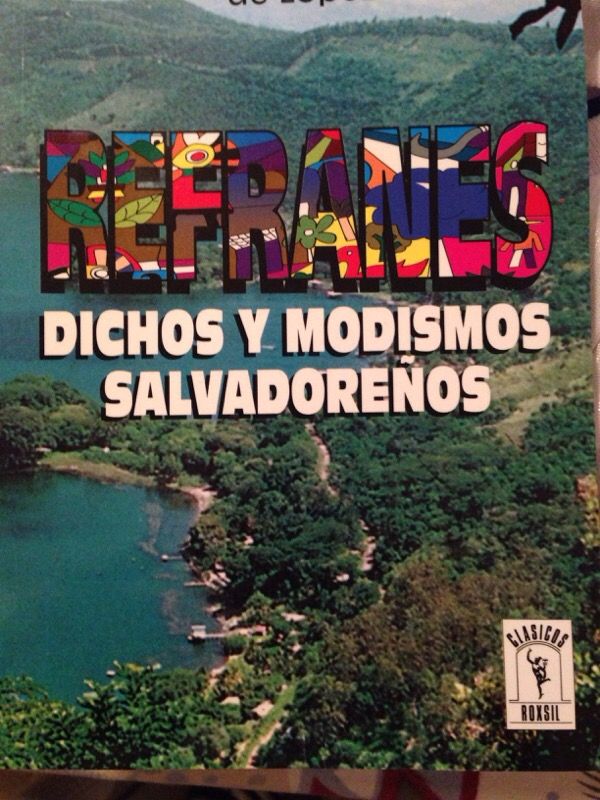 REFRANES
DICHOS Y MODISMOS
SALVADOREÑOS
CLASICOS
ROXSIL